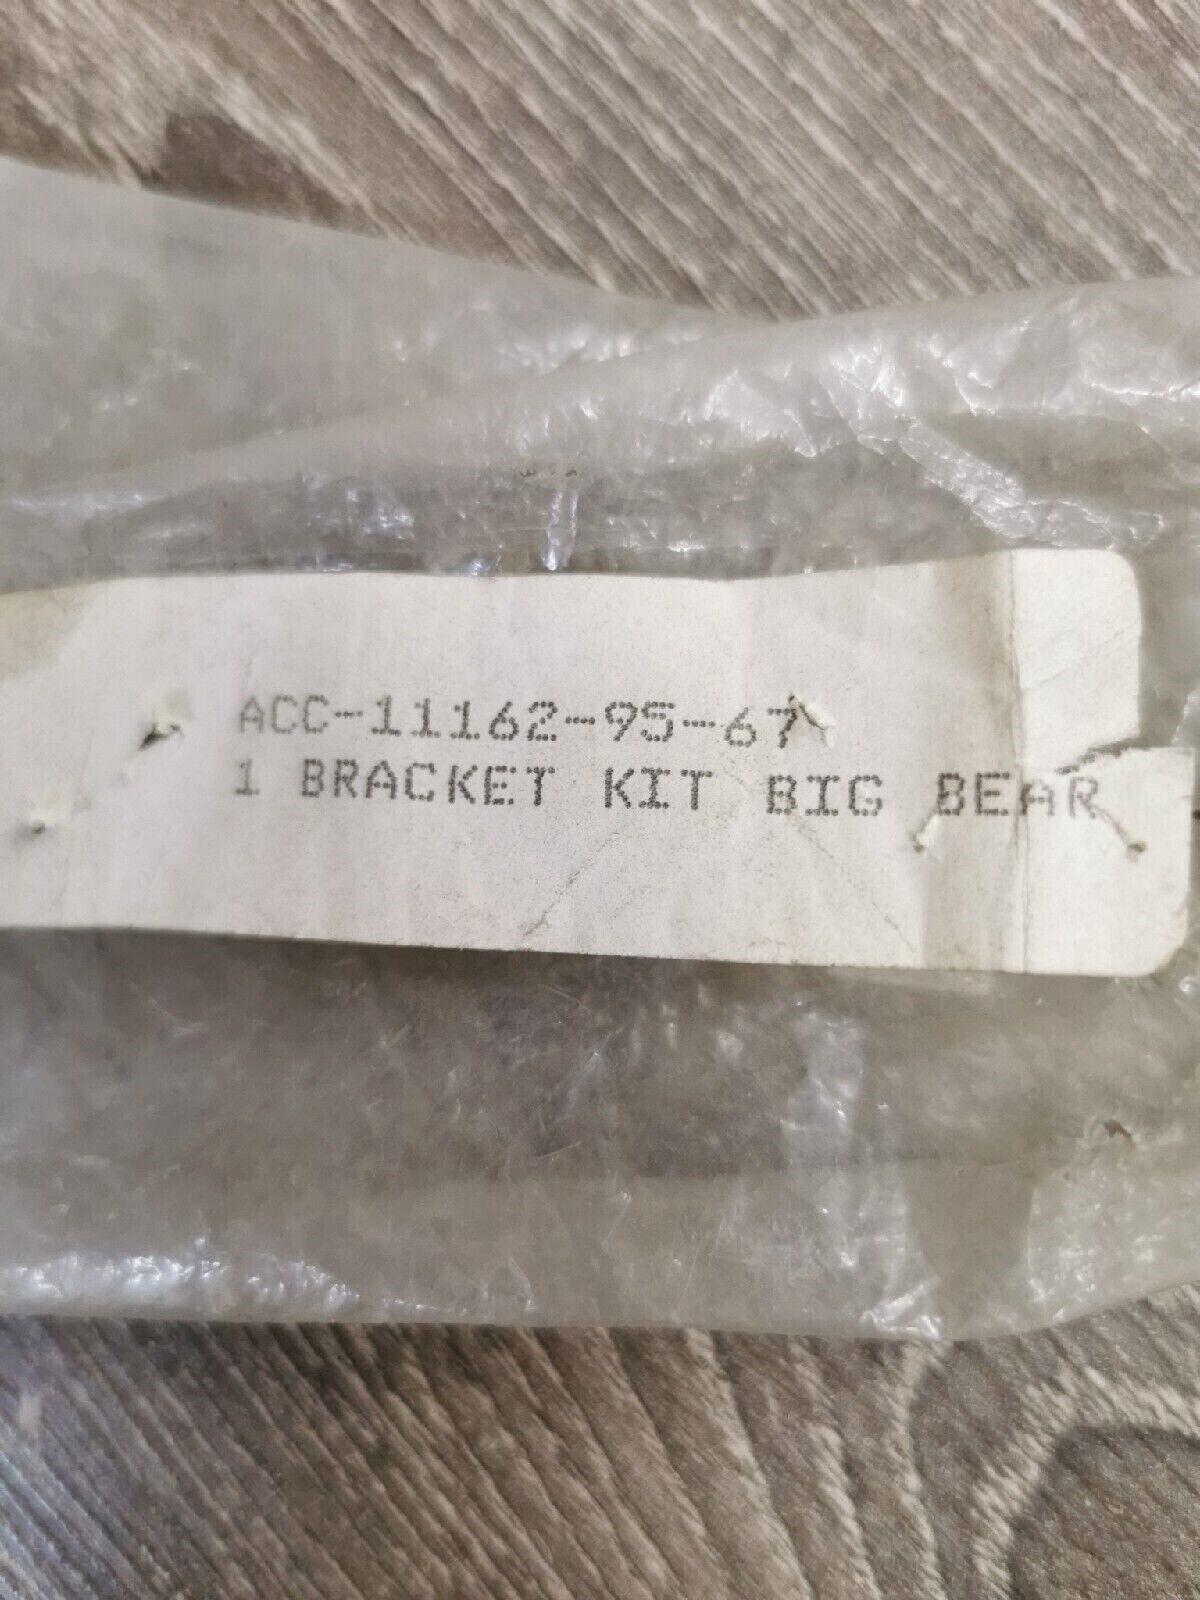 ACC-11162-95-67
1 BRACKET KIT BIG BEAR